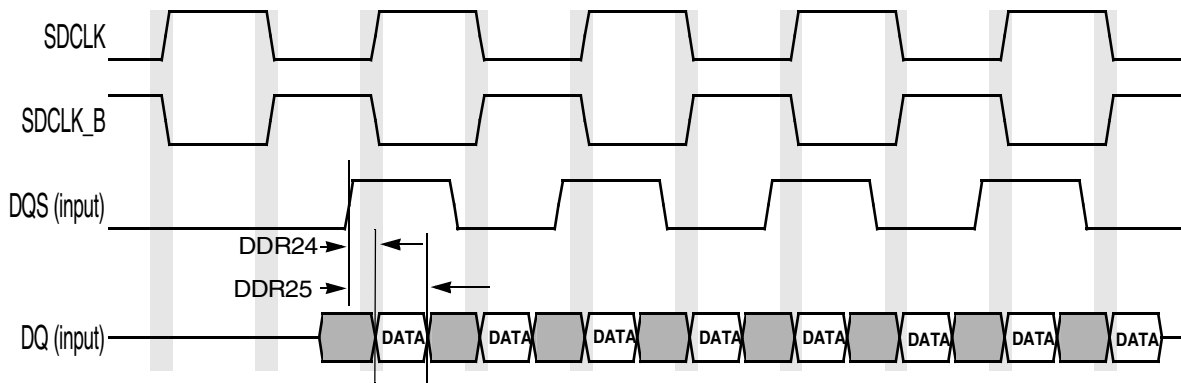 SDCLK
SDCLK_B
DQS (input)
DDR24
DDR25
DQ (input)
DATA DATA DATA DATA DATA DATA DATA DATA